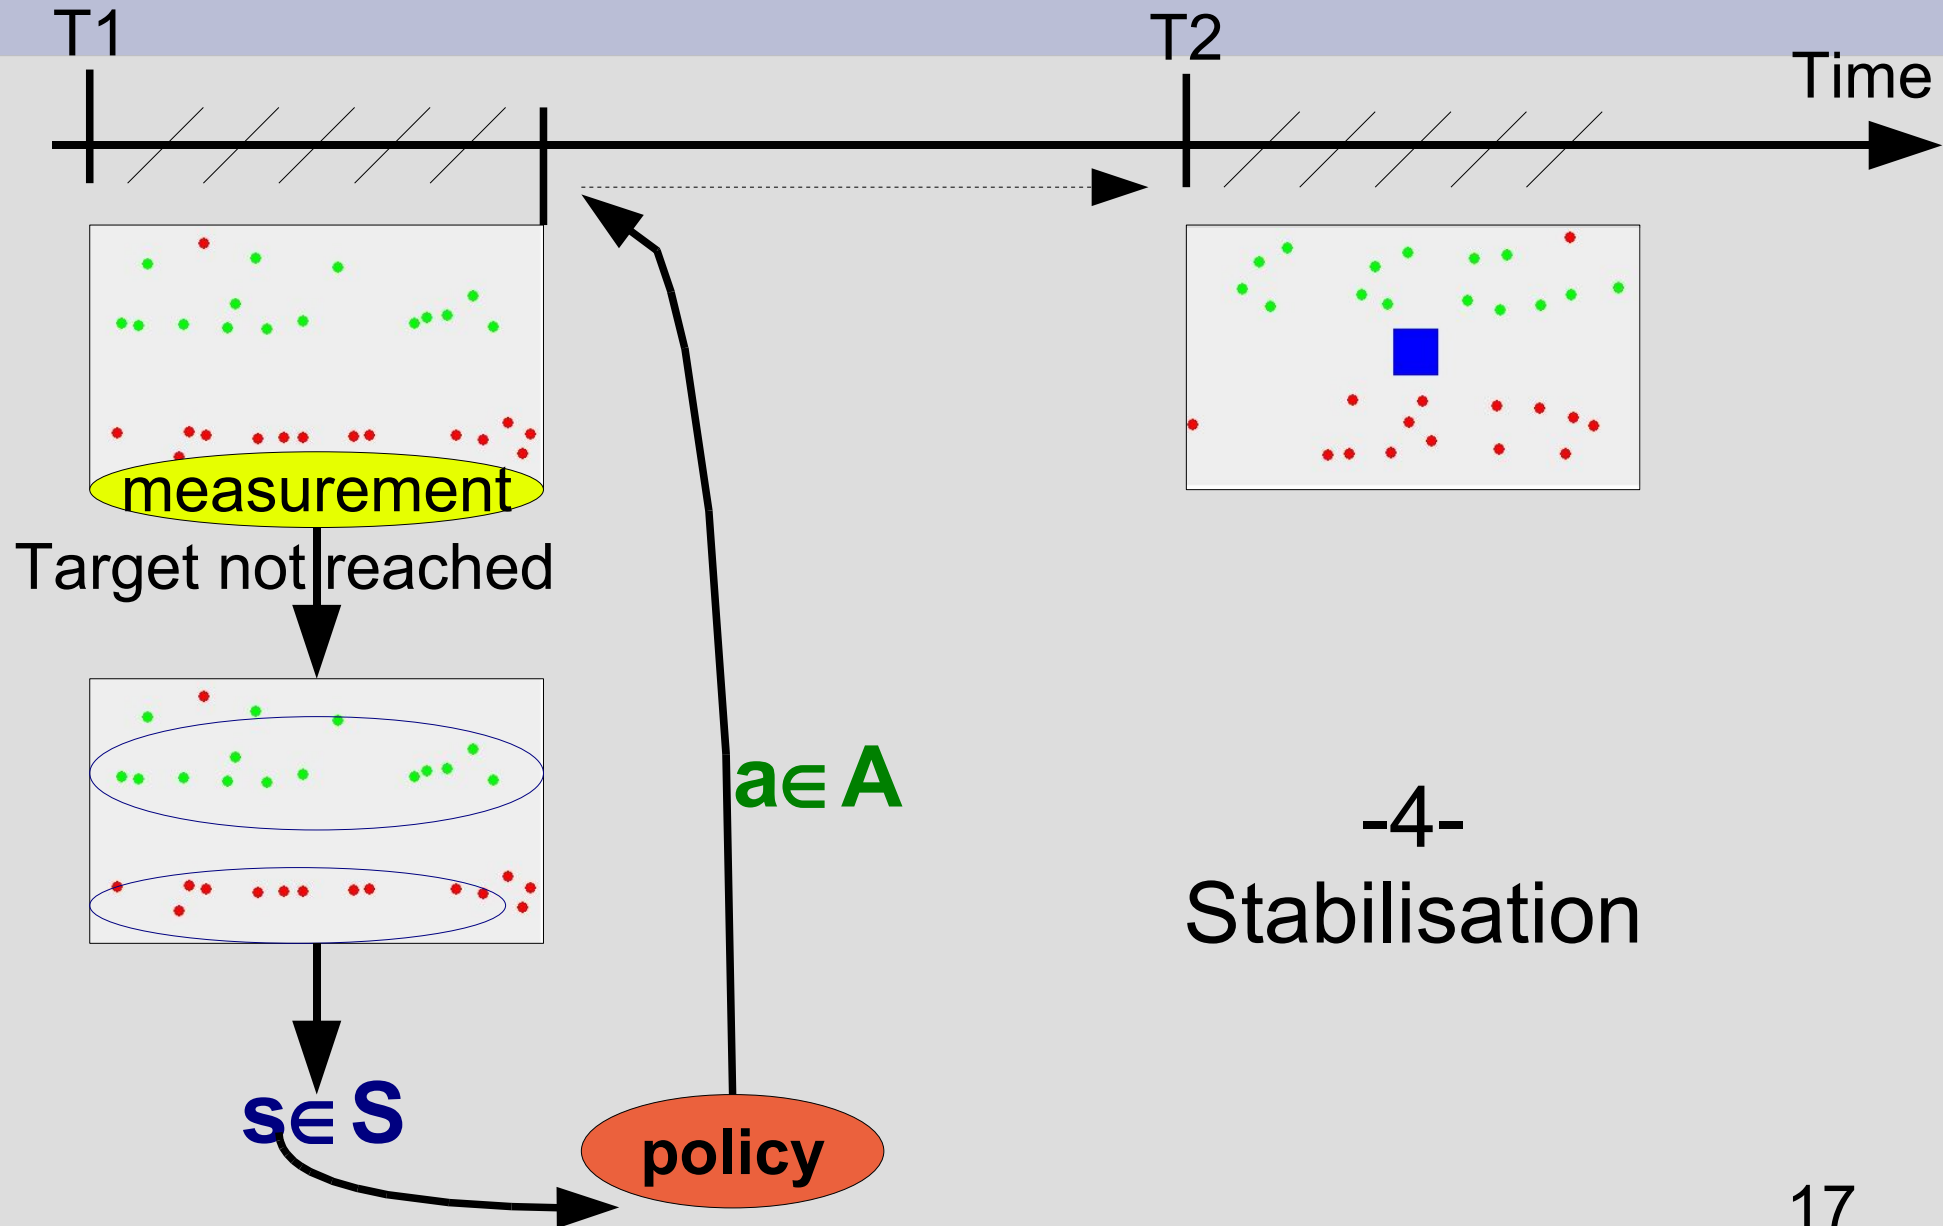 T1
T2
Time
measurement
Target not reached
a∈ A
-4-
Stabilisation
s∈ S
policy
17